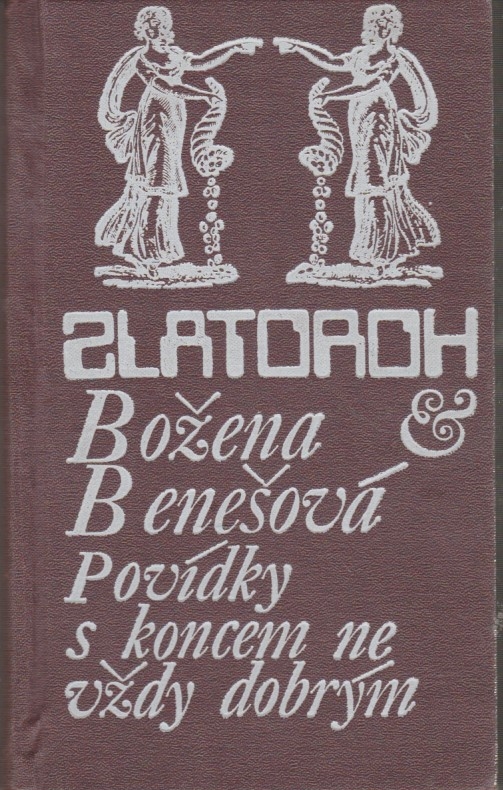 ZLATOROH
Božena &
Benešová
Povídky
s koncem ne
vždy dobrým